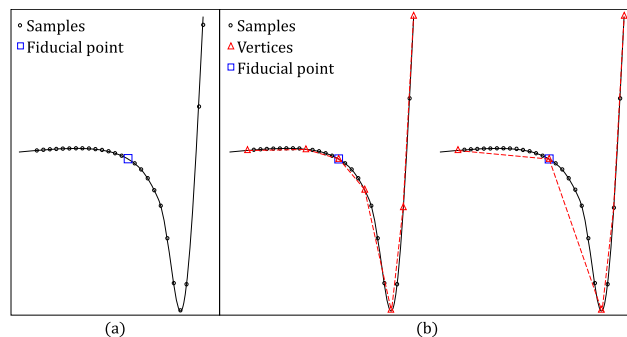 Samples
Fiducial point
Samples
Vertices
Fiducial point
(a)
(b)